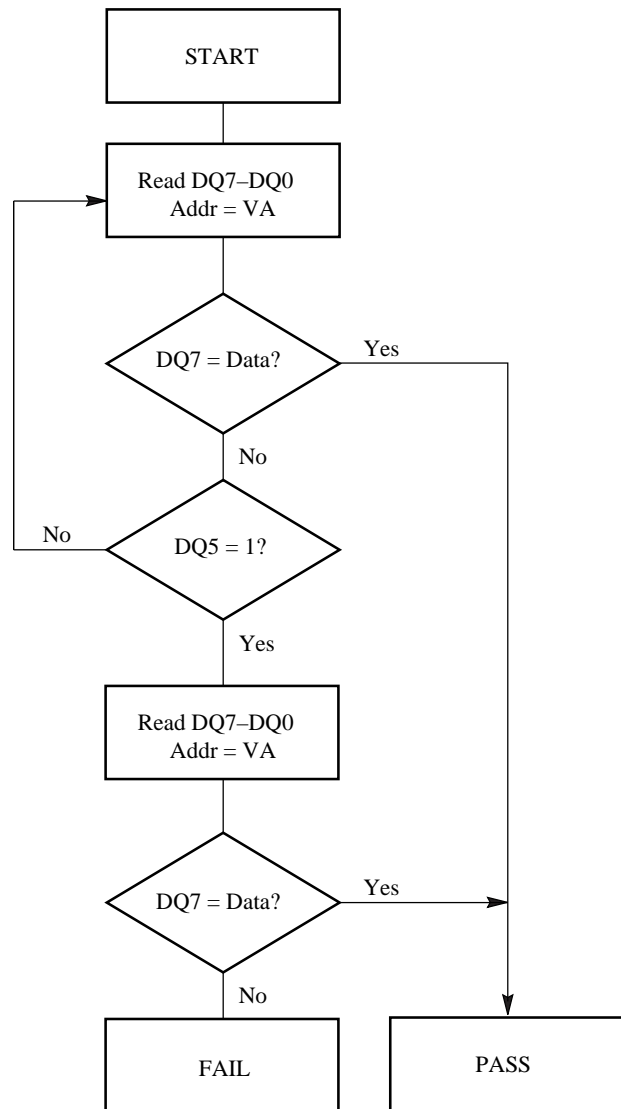 START
Read DQ7–DQ0
Addr = VA
DQ7 = Data?
Yes
No
No
DQ5 = 1?
Yes
Read DQ7–DQ0
Addr = VA
DQ7 = Data?
Yes
No
FAIL
PASS